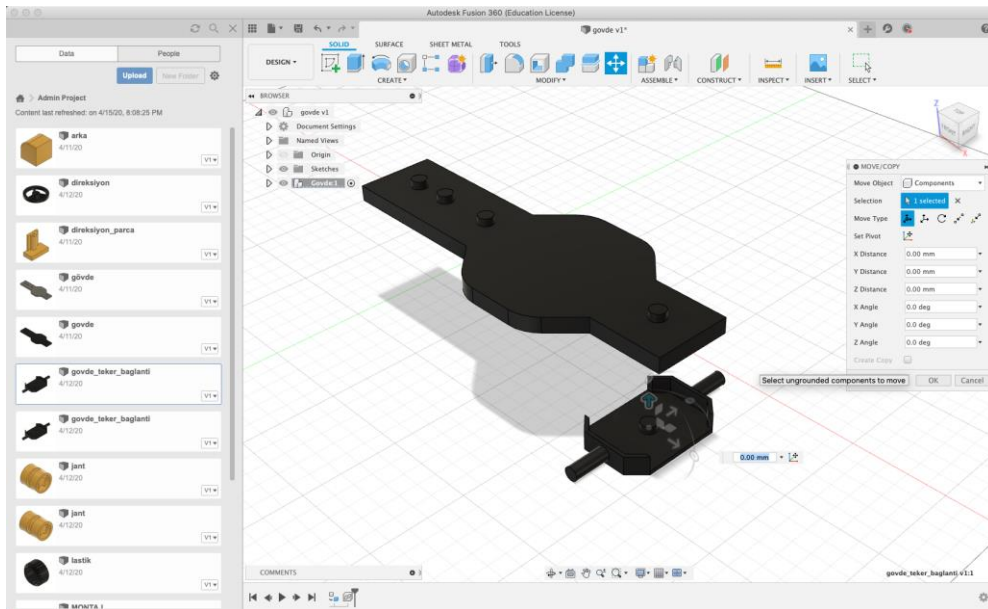 Autodesk Fusion 360 (Education License)
Data
People
govde v1*
Upload
New Folder
SOLID
SURFACE
SHEET METAL
TOOLS
DESIGN
CREATE
MODIFY
ASSEMBLE
CONSTRUCT
INSPECT
INSERT
SELECT
Admin Project
Content last refreshed: on 4/15/20, 8:08:25 PM
BROWSER
govde v1
Document Settings
Named Views
Origin
Sketches
Govde:1
arka
4/11/20
V1
direksiyon
4/12/20
V1
direksiyon_parca
4/11/20
V1
gövde
4/11/20
V1
govde
4/11/20
V1
govde_teker_baglanti
4/12/20
V1
govde_teker_baglanti
4/12/20
V1
jant
4/12/20
V1
jant
4/12/20
V1
lastik
4/12/20
V1
MONTAJ
Z
TOP
FRONT
RIGHT
X
MOVE/COPY
Move Object
Components
Selection
1 selected
Move Type
Set Pivot
X Distance
0.00 mm
Y Distance
0.00 mm
Z Distance
0.00 mm
X Angle
0.0 deg
Y Angle
0.0 deg
Z Angle
0.0 deg
Create Copy
OK
Cancel
Select ungrounded components to move
0.00 mm
COMMENTS
govde_teker_baglanti v1:1